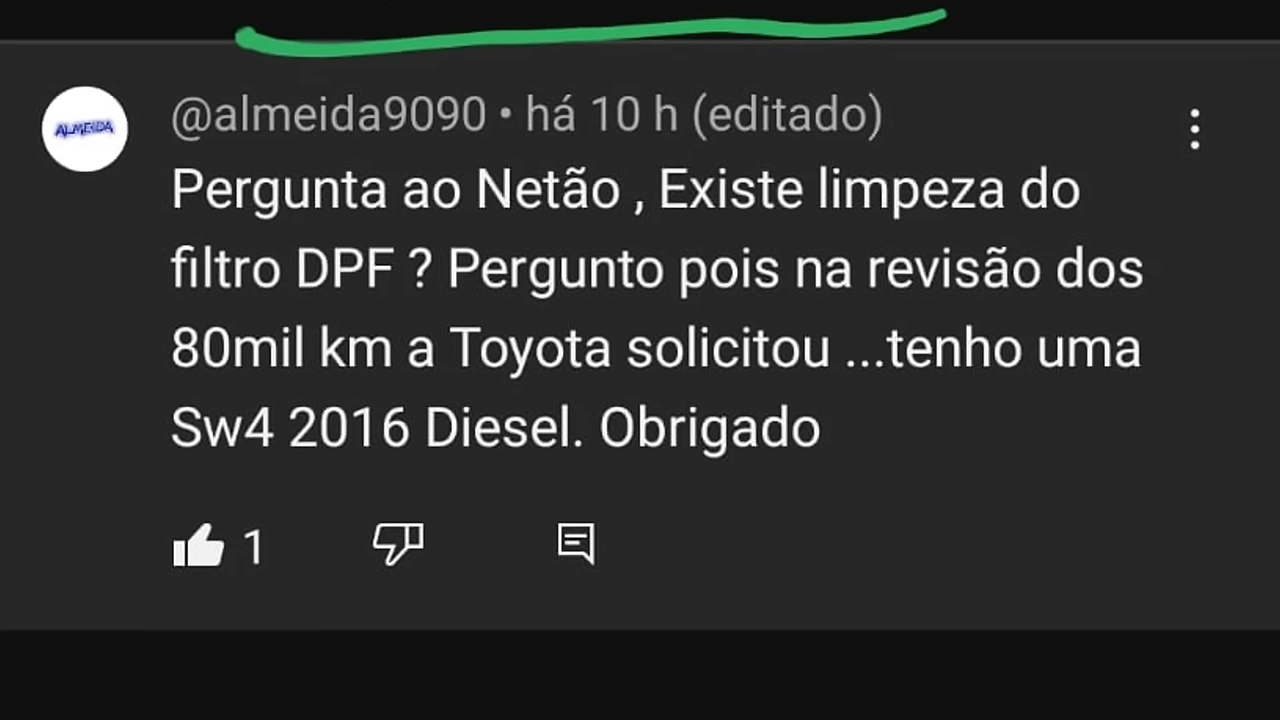 ALMEIDA
@almeida9090 • há 10 h (editado)
Pergunta ao Netão , Existe limpeza do
filtro DPF ? Pergunto pois na revisão dos
80mil km a Toyota solicitou ...tenho uma
Sw4 2016 Diesel. Obrigado
1